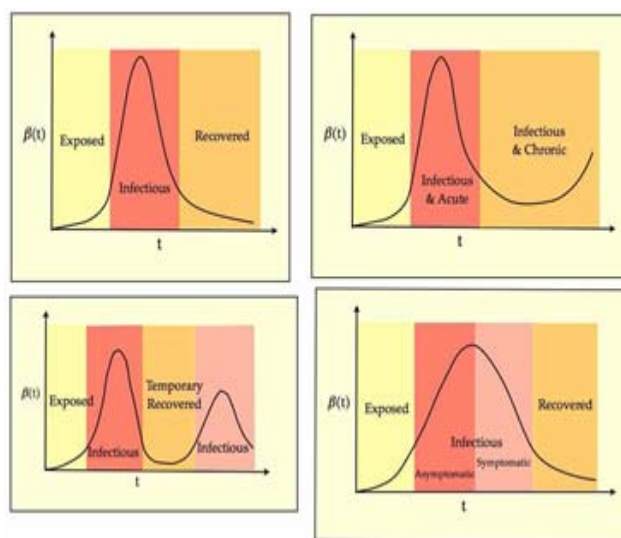 β(t)
Exposed
Recovered
Infectious
t
β(t)
Exposed
Infectious
& Chronic
Infectious
& Acute
t
β(t)
Exposed
Temporary
Recovered
Infectious
Infectious
t
β(t)
Exposed
Recovered
Infectious
Symptomatic
Asymptomatic
t